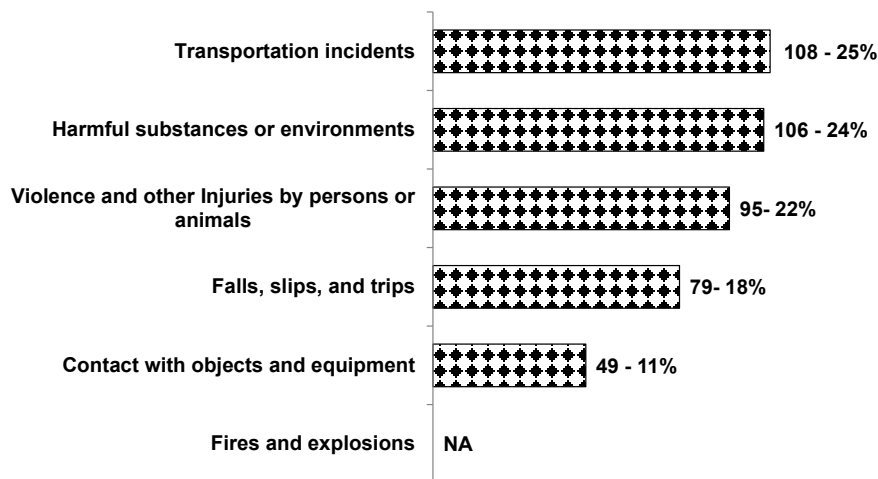 Transportation incidents
108 - 25%
Harmful substances or environments
106 - 24%
Violence and other Injuries by persons or
animals
95- 22%
Falls, slips, and trips
79- 18%
Contact with objects and equipment
49 - 11%
Fires and explosions
NA